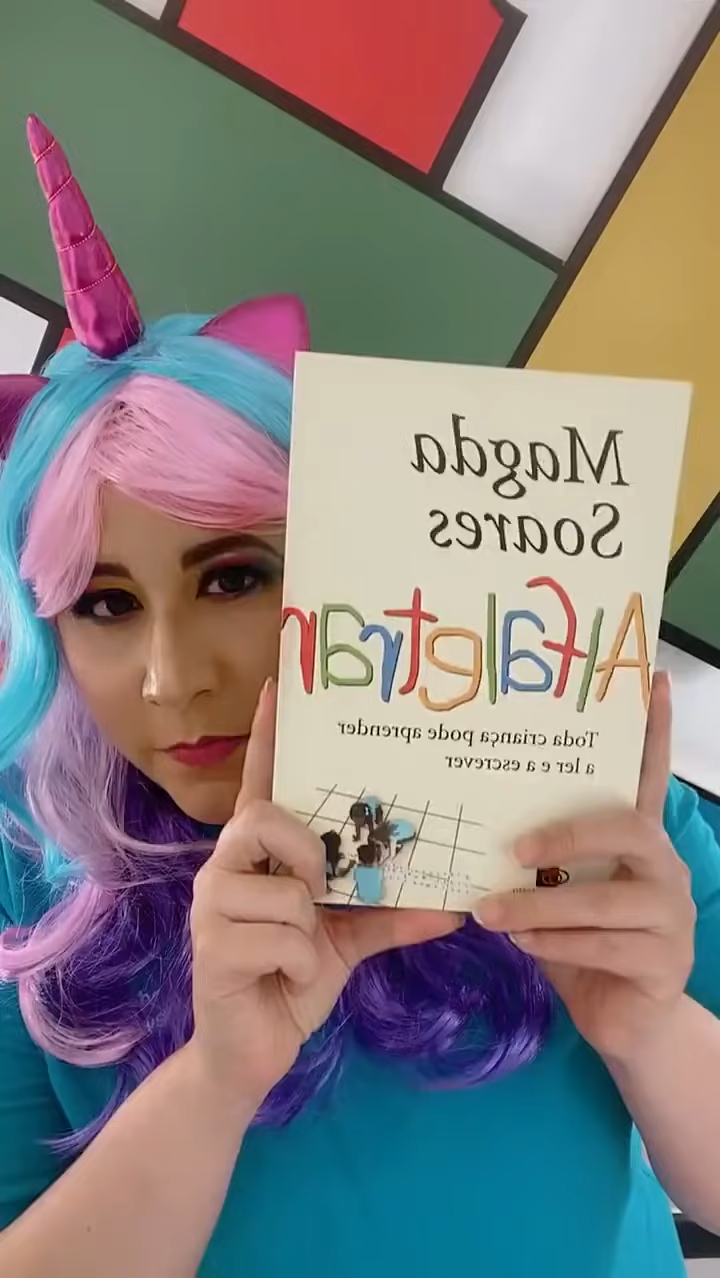 Magda
Soares
Alfaletrar
Toda criança pode aprender
a ler e a escrever